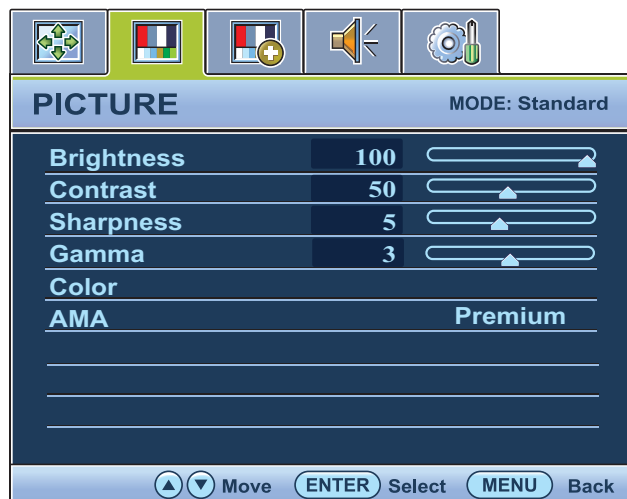 PICTURE MODE: Standard
Brightness 100
Contrast 50
Sharpness 5
Gamma 3
Color
AMA Premium
Move ENTER Select MENU Back